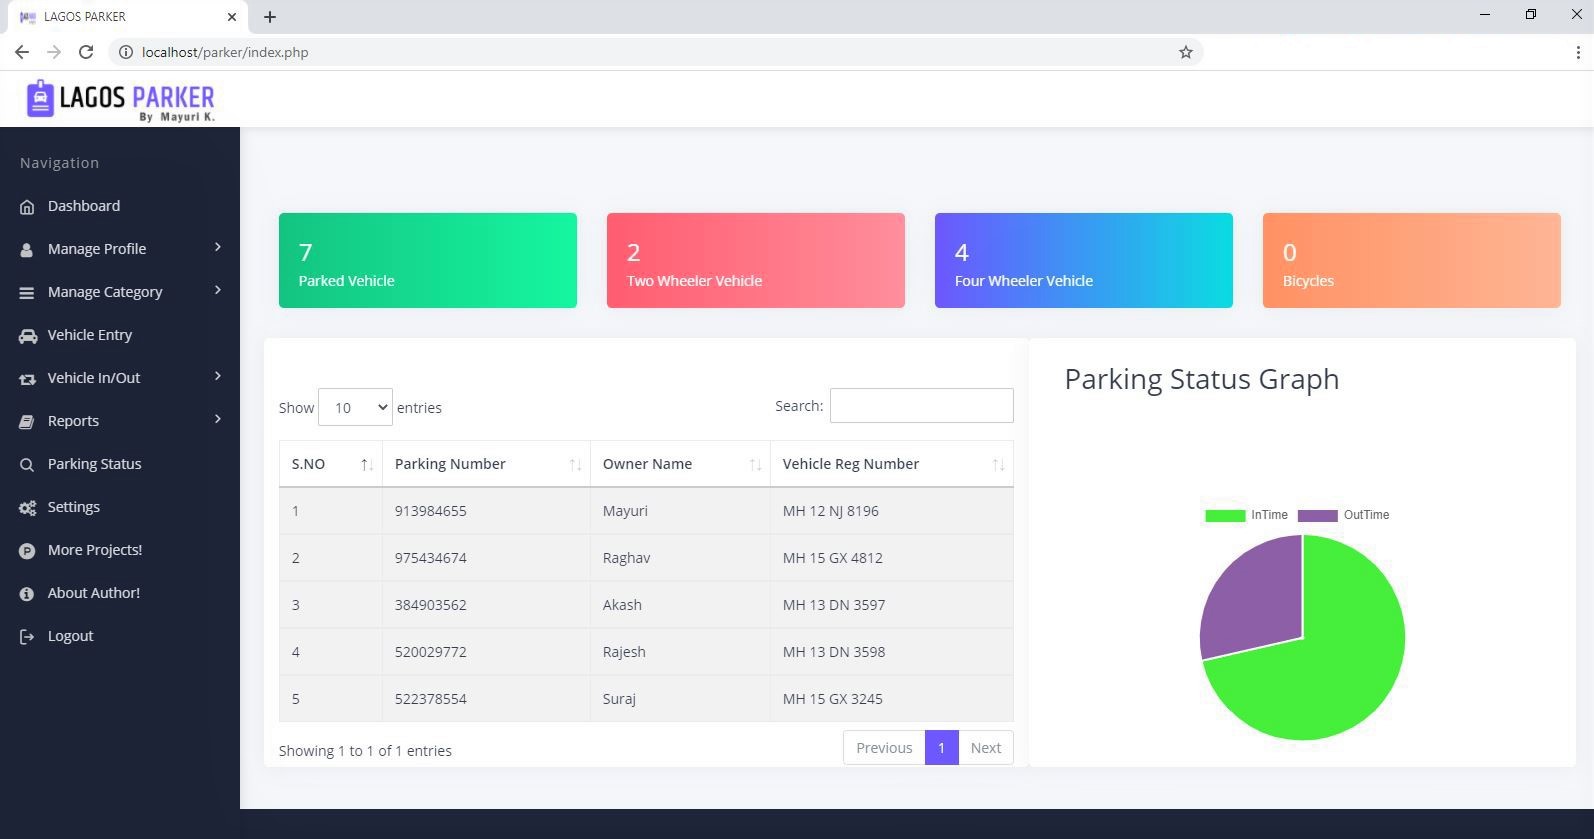 LAGOS PARKER
localhost/parker/index.php
LAGOS PARKER
By Mayuri K.
Navigation
Dashboard
Manage Profile
Manage Category
Vehicle Entry
Vehicle In/Out
Reports
Parking Status
Settings
More Projects!
About Author!
Logout
7
Parked Vehicle
2
Two Wheeler Vehicle
4
Four Wheeler Vehicle
0
Bicycles
Show 10 entries
Search:
S.NO Parking Number Owner Name Vehicle Reg Number
1 913984655 Mayuri MH 12 NJ 8196
2 975434674 Raghav MH 15 GX 4812
3 384903562 Akash MH 13 DN 3597
4 520029772 Rajesh MH 13 DN 3598
5 522378554 Suraj MH 15 GX 3245
Showing 1 to 1 of 1 entries
Previous 1 Next
Parking Status Graph
InTime OutTime